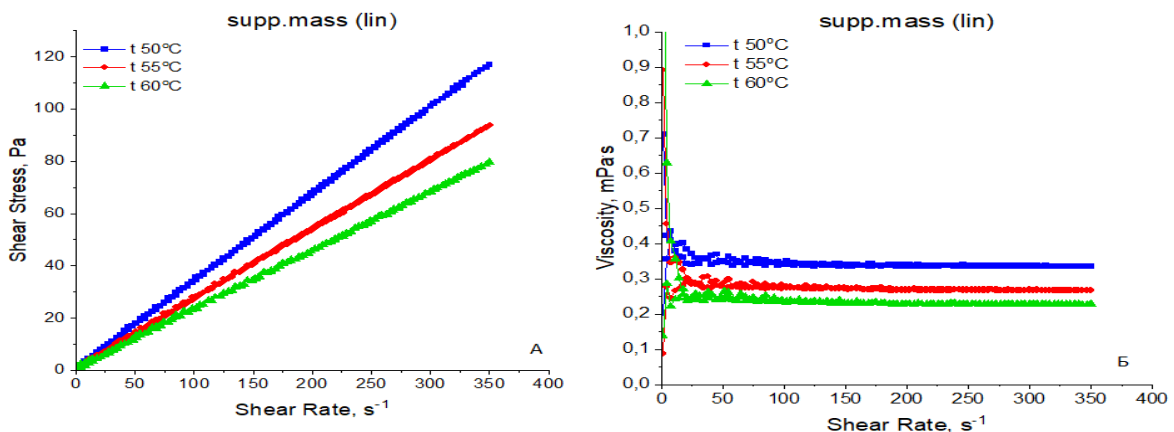 supp.mass (lin)
t 50°C
t 55°C
t 60°C
Shear Stress, Pa
120
100
80
60
40
20
0
0 50 100 150 200 250 300 350 400
Shear Rate, s⁻¹
А
supp.mass (lin)
t 50°C
t 55°C
t 60°C
Viscosity, mPa·s
1,0
0,9
0,8
0,7
0,6
0,5
0,4
0,3
0,2
0,1
0,0
0 50 100 150 200 250 300 350 400
Shear Rate, s⁻¹
Б